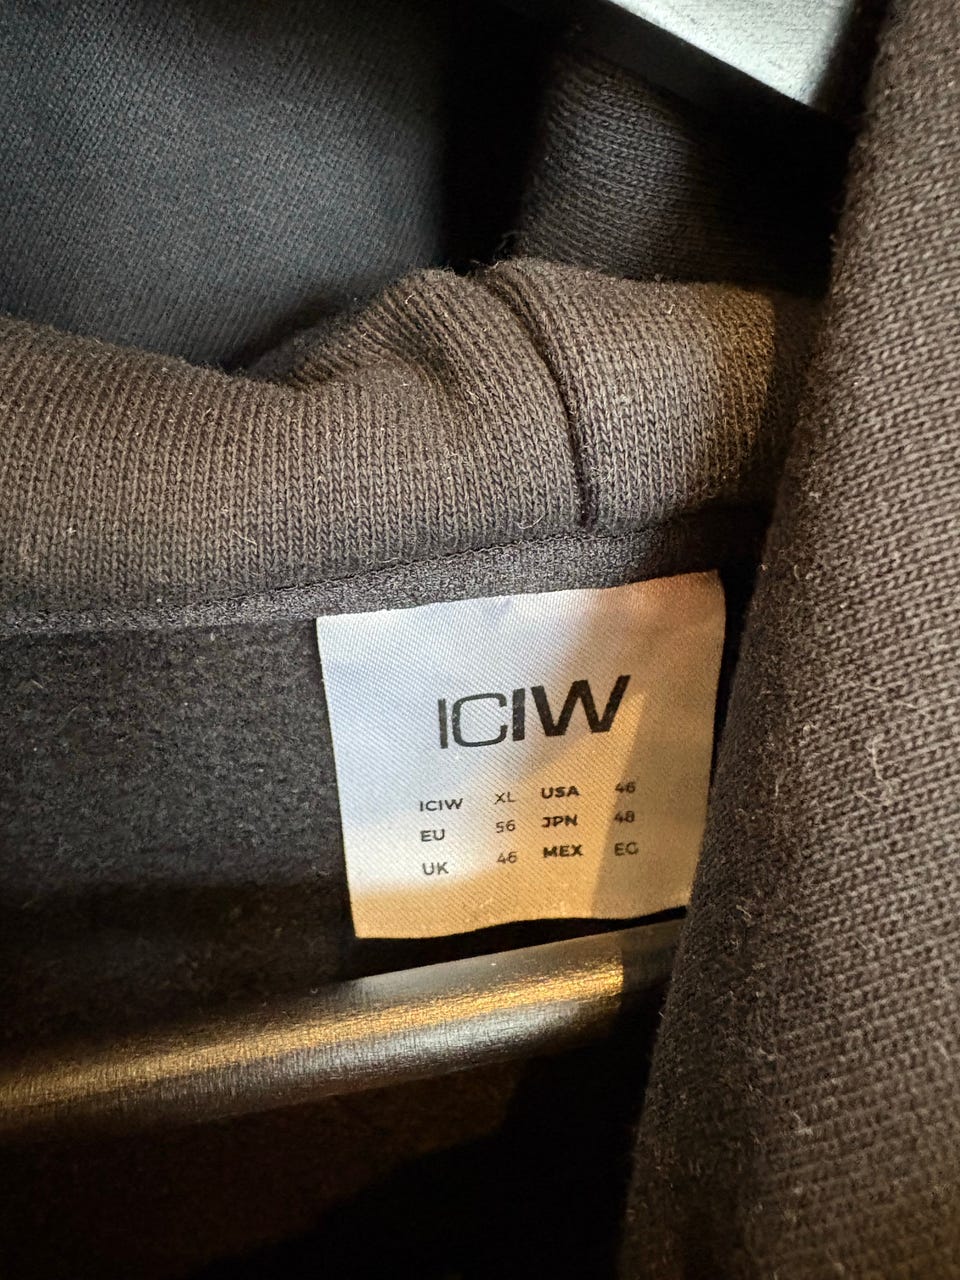 ICIW
ICIW XL USA 46
EU 56 JPN 48
UK 46 MEX EG